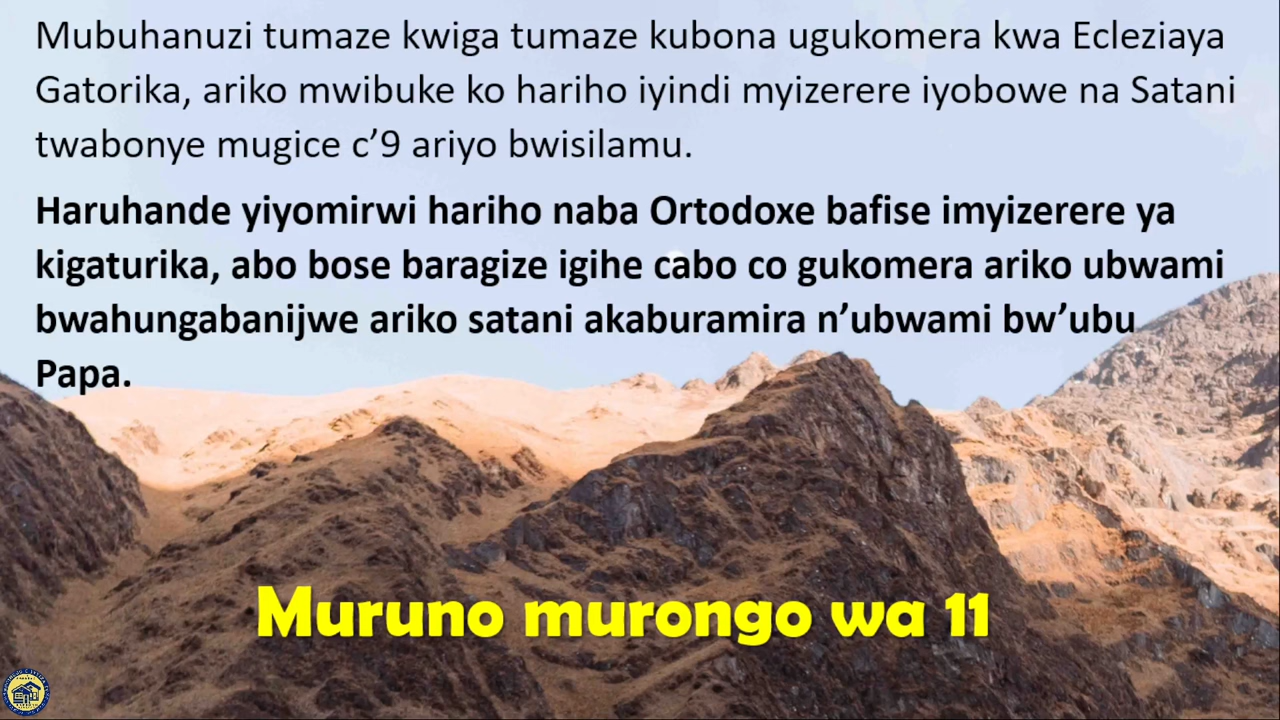 Mubuhanuzi tumaze kwiga tumaze kubona ugukomera kwa Ecleziaya
Gatorika, ariko mwibuke ko hariho iyindi myizerere iyobowe na Satani
twabonye mugice c’9 ariyo bwisilamu.
Haruhande yiyomirwi hariho naba Ortodoxe bafise imyizerere ya
kigaturika, abo bose baragize igihe cabo co gukomera ariko ubwami
bwahungabanijwe ariko satani akaburamira n’ubwami bw’ubu
Papa.
Muruno murongo wa 11